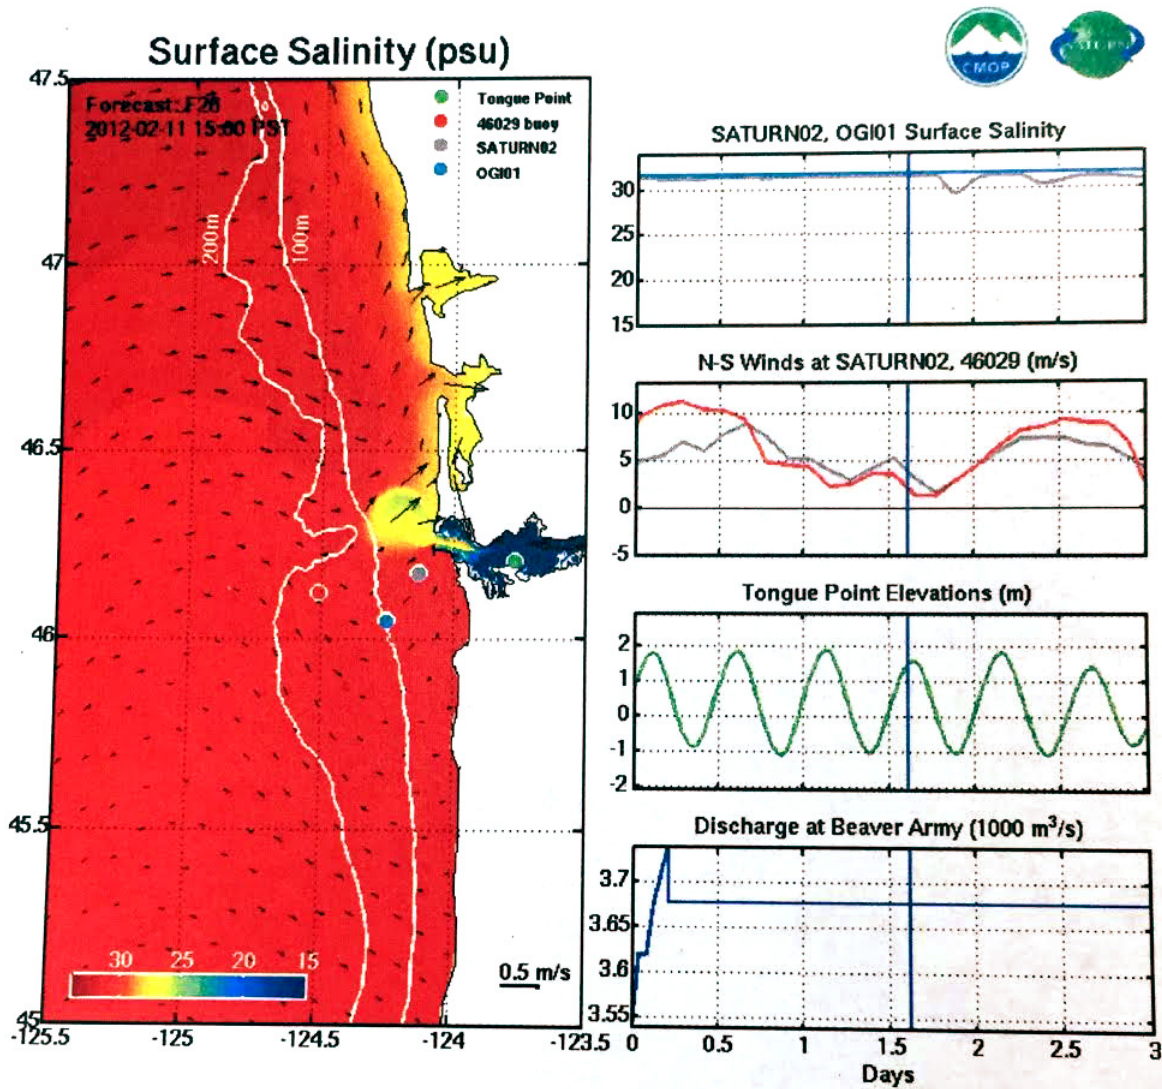 CMOP
SATURN
Surface Salinity (psu)
47.5
47
46.5
46
45.5
45
-125.5
-125
-124.5
-124
-123.5
Forecast: F26
2012-02-11 15:00 PST
Tongue Point
46029 buoy
SATURN02
OGI01
200m
100m
30
25
20
15
0.5 m/s
SATURN02, OGI01 Surface Salinity
30
25
20
15
N-S Winds at SATURN02, 46029 (m/s)
10
5
0
-5
Tongue Point Elevations (m)
2
1
0
-1
-2
Discharge at Beaver Army (1000 m³/s)
3.7
3.65
3.6
3.55
0
0.5
1
1.5
2
2.5
3
Days